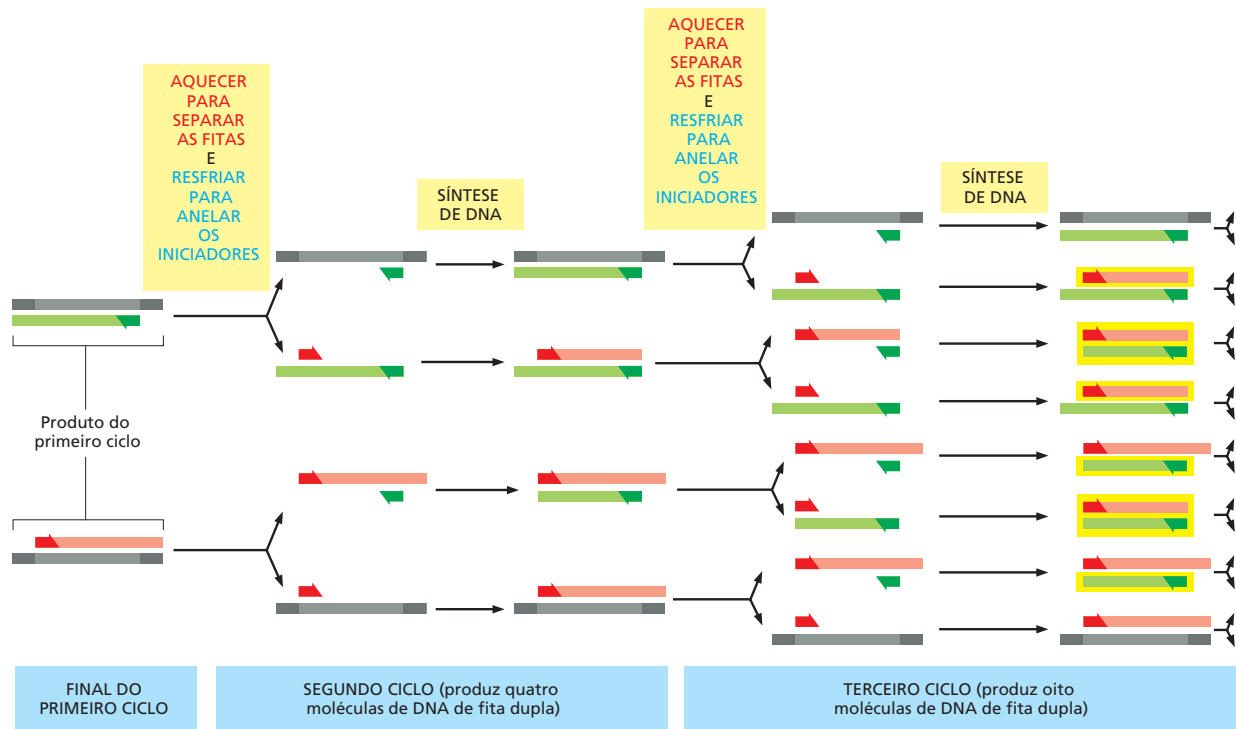 AQUECER
PARA
SEPARAR
AS FITAS
E
RESFRIAR
PARA
ANELAR
OS
INICIADORES
SÍNTESE
DE DNA
AQUECER
PARA
SEPARAR
AS FITAS
E
RESFRIAR
PARA
ANELAR
OS
INICIADORES
SÍNTESE
DE DNA
Produto do
primeiro ciclo
FINAL DO
PRIMEIRO CICLO
SEGUNDO CICLO (produz quatro
moléculas de DNA de fita dupla)
TERCEIRO CICLO (produz oito
moléculas de DNA de fita dupla)